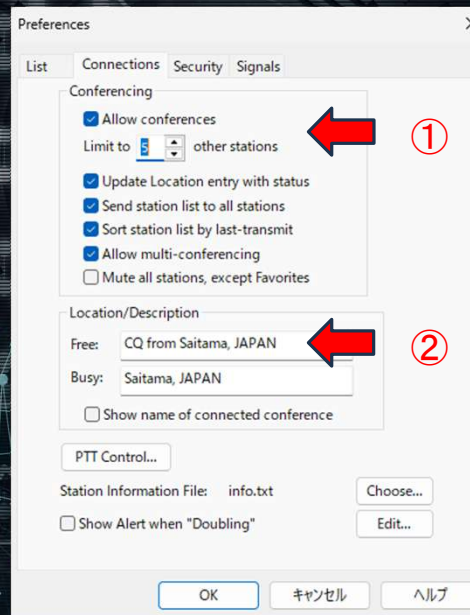 Preferences
List Connections Security Signals
Conferencing
Allow conferences
①
Limit to 5 other stations
Update Location entry with status
Send station list to all stations
Sort station list by last-transmit
Allow multi-conferencing
Mute all stations, except Favorites
Location/Description
Free: CQ from Saitama, JAPAN
②
Busy: Saitama, JAPAN
Show name of connected conference
PTT Control...
Station Information File: info.txt Choose...
Show Alert when "Doubling" Edit...
OK キャンセル ヘルプ